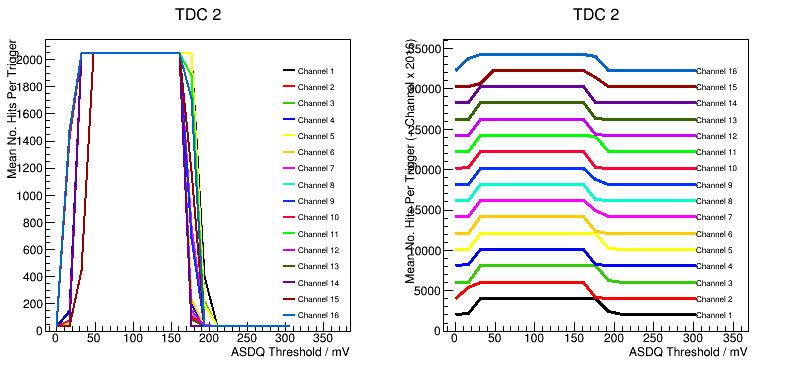 TDC 2
Mean No. Hits Per Trigger
2000
1800
1600
1400
1200
1000
800
600
400
200
0
0 50 100 150 200 250 300 350
ASDQ Threshold / mV
Channel 1
Channel 2
Channel 3
Channel 4
Channel 5
Channel 6
Channel 7
Channel 8
Channel 9
Channel 10
Channel 11
Channel 12
Channel 13
Channel 14
Channel 15
Channel 16
TDC 2
Mean No. Hits Per Trigger (+ Channel x 2016)
35000
30000
25000
20000
15000
10000
5000
0
0 50 100 150 200 250 300 350
ASDQ Threshold / mV
Channel 16
Channel 15
Channel 14
Channel 13
Channel 12
Channel 11
Channel 10
Channel 9
Channel 8
Channel 7
Channel 6
Channel 5
Channel 4
Channel 3
Channel 2
Channel 1